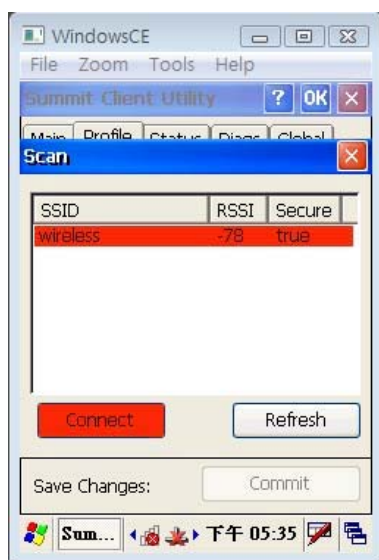 WindowsCE
File Zoom Tools Help
Summit Client Utility ? OK
Main Profile Status Diags Global
Scan
SSID RSSI Secure
wireless -78 true
Connect Refresh
Save Changes: Commit
Sum... 下午 05:35